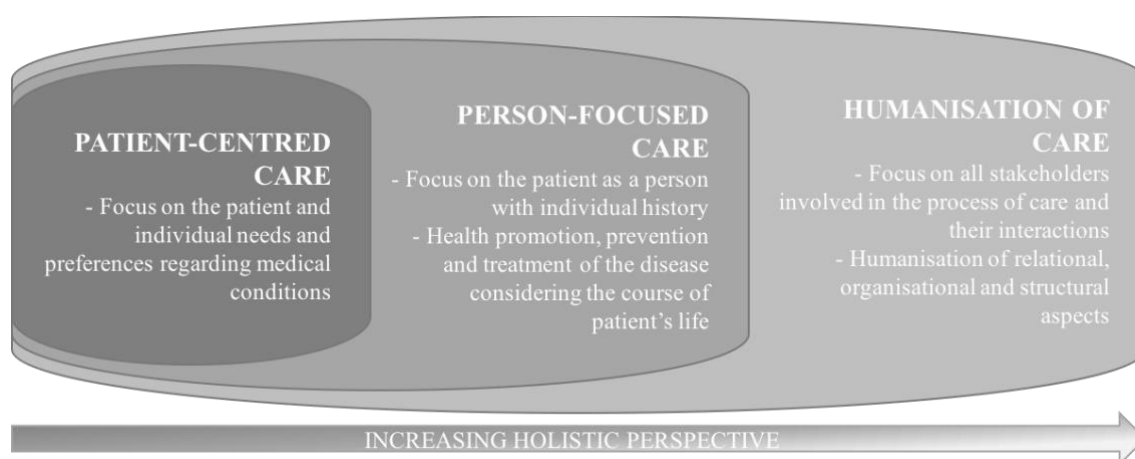 PATIENT-CENTRED
CARE
- Focus on the patient and
individual needs and
preferences regarding medical
conditions
PERSON-FOCUSED
CARE
- Focus on the patient as a person
with individual history
- Health promotion, prevention
and treatment of the disease
considering the course of
patient’s life
HUMANISATION OF
CARE
- Focus on all stakeholders
involved in the process of care and
their interactions
- Humanisation of relational,
organisational and structural
aspects
INCREASING HOLISTIC PERSPECTIVE